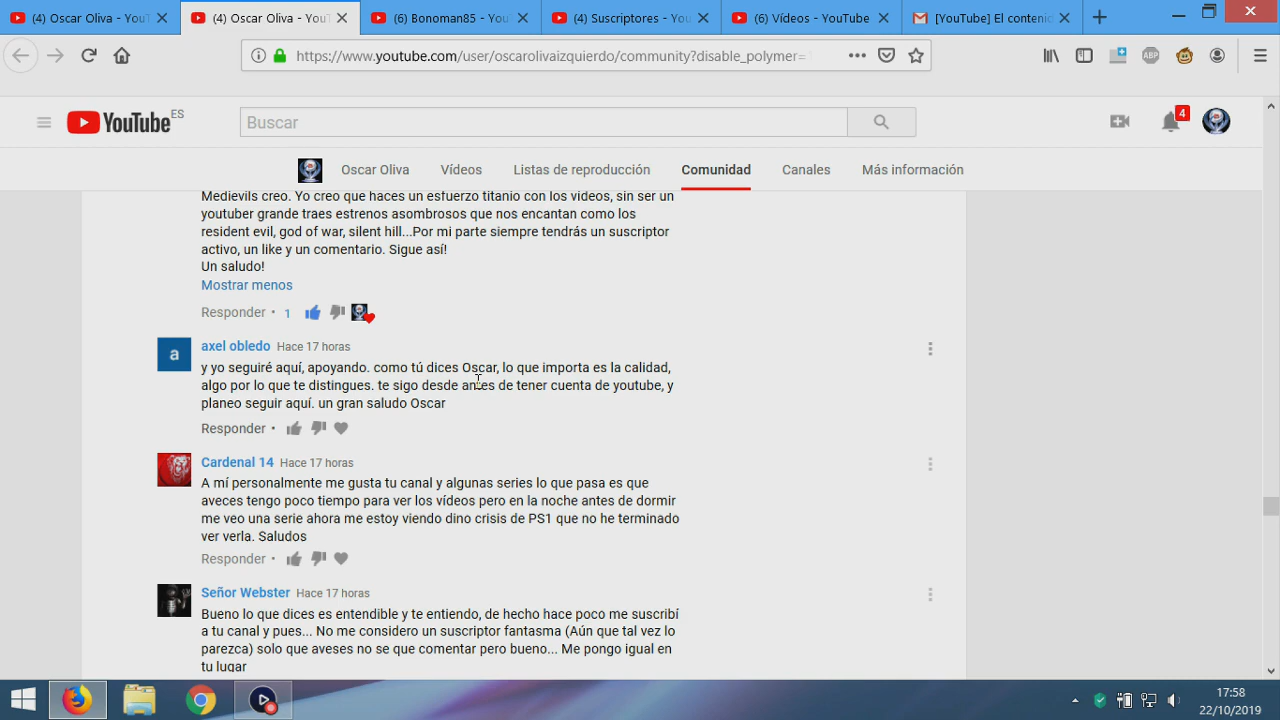 (4) Oscar Oliva - YouT
(4) Oscar Oliva - YouT
(6) Bonoman85 - You
(4) Suscriptores - You
(6) Vídeos - YouTube
[YouTube] El contenid
https://www.youtube.com/user/oscarolivaizquierdo/community?disable_polymer=
ABP
YouTube ES
Buscar
4
Oscar Oliva
Vídeos
Listas de reproducción
Comunidad
Canales
Más información
Medievils creo. Yo creo que haces un esfuerzo titanio con los videos, sin ser un
youtuber grande traes estrenos asombrosos que nos encantan como los
resident evil, god of war, silent hill...Por mi parte siempre tendrás un suscriptor
activo, un like y un comentario. Sigue así!
Un saludo!
Mostrar menos
Responder • 1
a
axel obledo Hace 17 horas
y yo seguiré aquí, apoyando. como tú dices Oscar, lo que importa es la calidad,
algo por lo que te distingues. te sigo desde antes de tener cuenta de youtube, y
planeo seguir aquí. un gran saludo Oscar
Responder •
Cardenal 14 Hace 17 horas
A mí personalmente me gusta tu canal y algunas series lo que pasa es que
aveces tengo poco tiempo para ver los vídeos pero en la noche antes de dormir
me veo una serie ahora me estoy viendo dino crisis de PS1 que no he terminado
ver verla. Saludos
Responder •
Señor Webster Hace 17 horas
Bueno lo que dices es entendible y te entiendo, de hecho hace poco me suscribí
a tu canal y pues... No me considero un suscriptor fantasma (Aún que tal vez lo
parezca) solo que aveses no se que comentar pero bueno... Me pongo igual en
tu lugar
17:58
22/10/2019